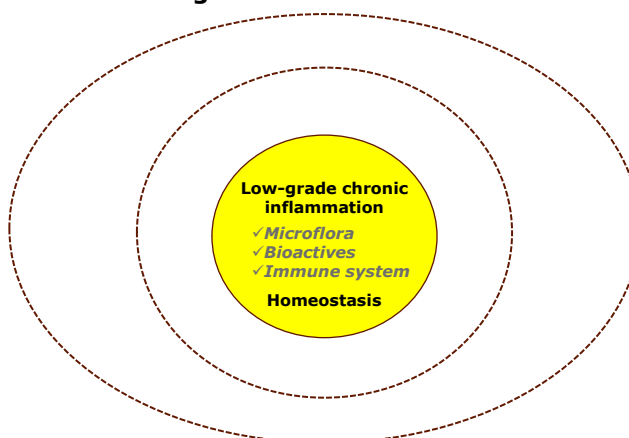 Low-grade chronic
inflammation
✓Microflora
✓Bioactives
✓Immune system
Homeostasis